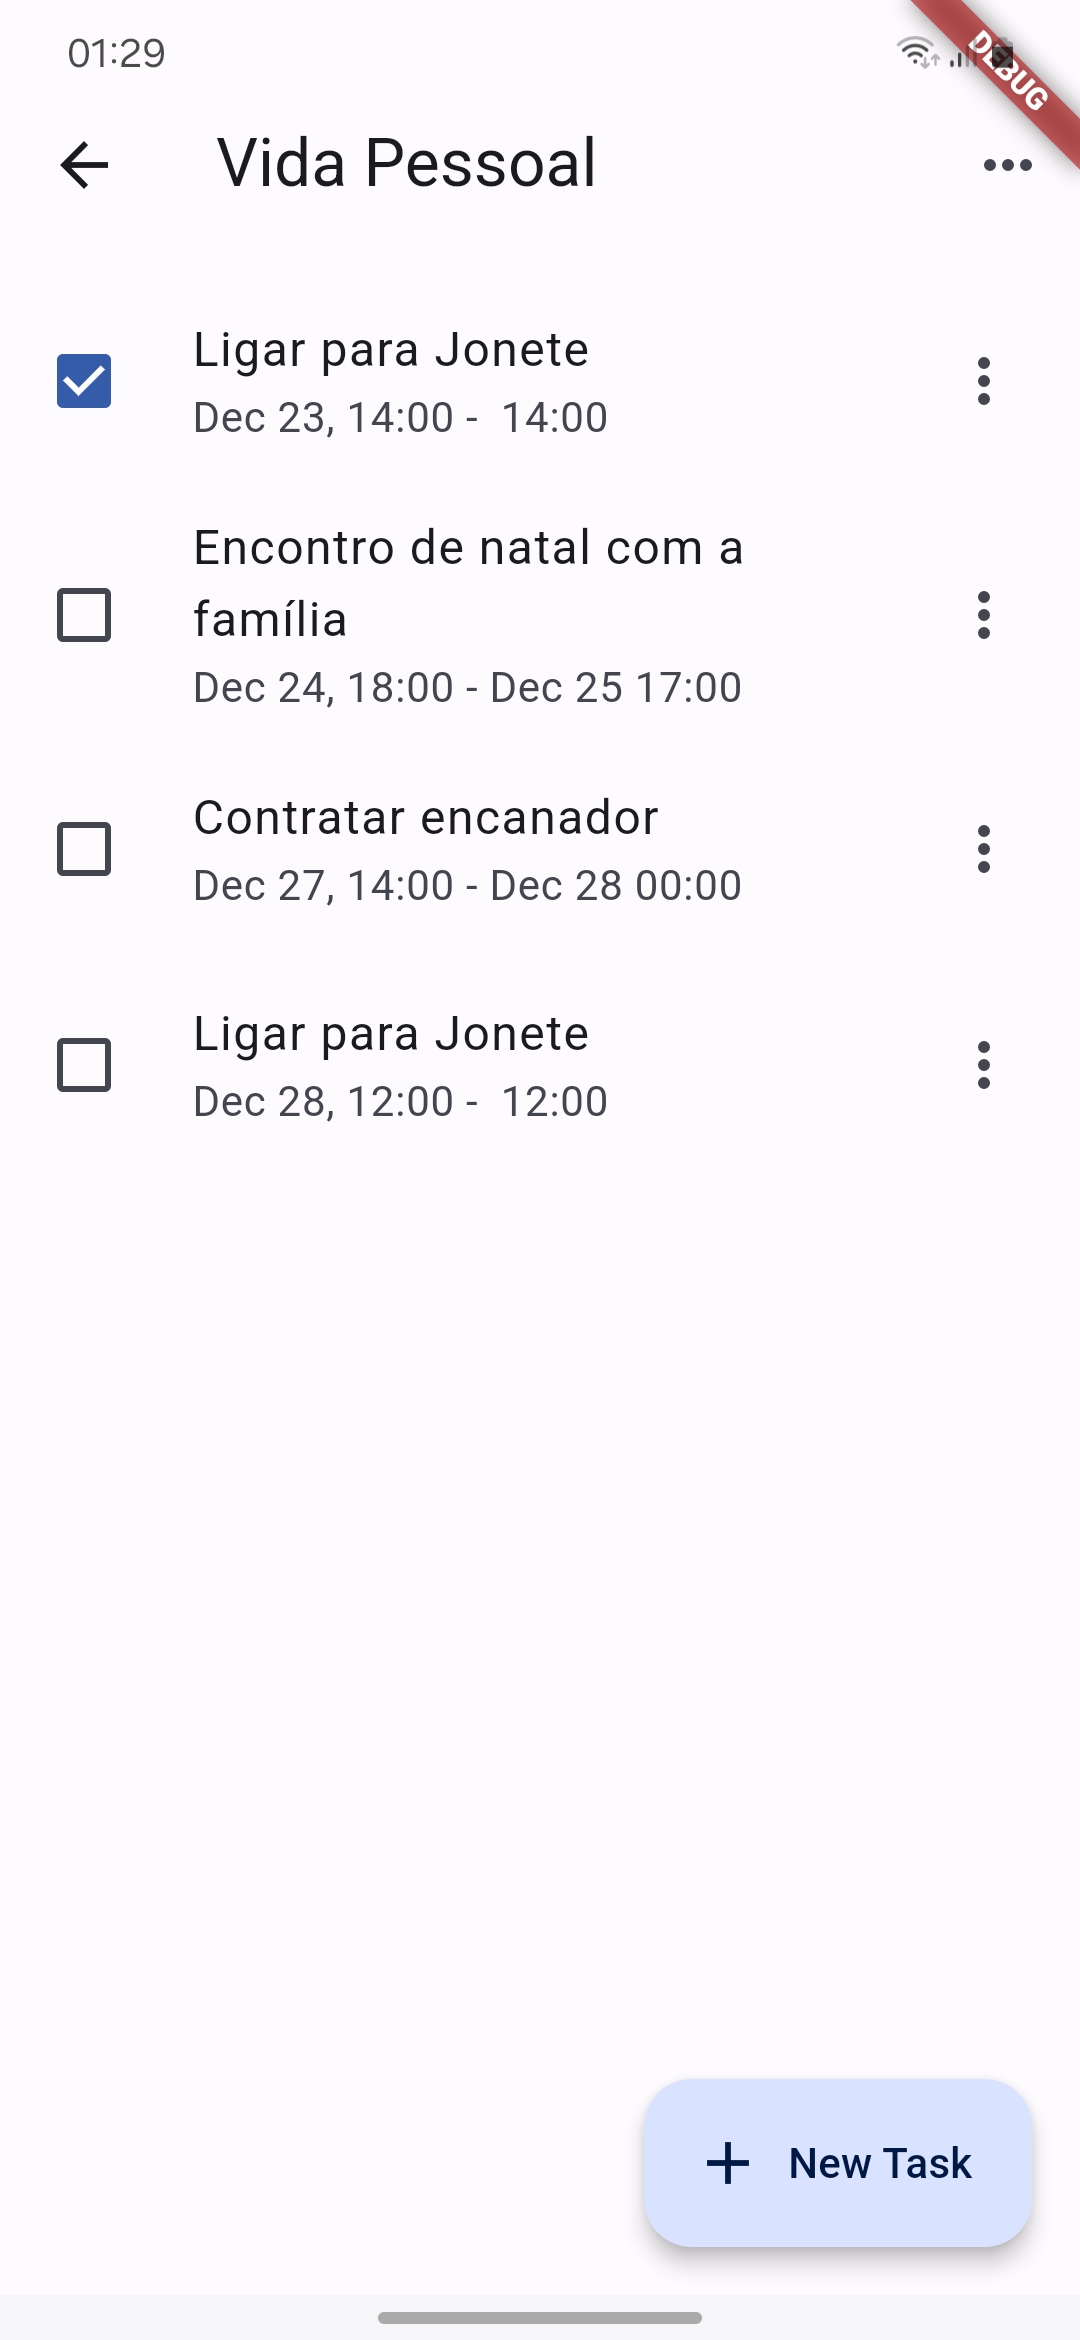 01:29
DEBUG
Vida Pessoal
Ligar para Jonete
Dec 23, 14:00 -  14:00
Encontro de natal com a
família
Dec 24, 18:00 - Dec 25 17:00
Contratar encanador
Dec 27, 14:00 - Dec 28 00:00
Ligar para Jonete
Dec 28, 12:00 -  12:00
New Task